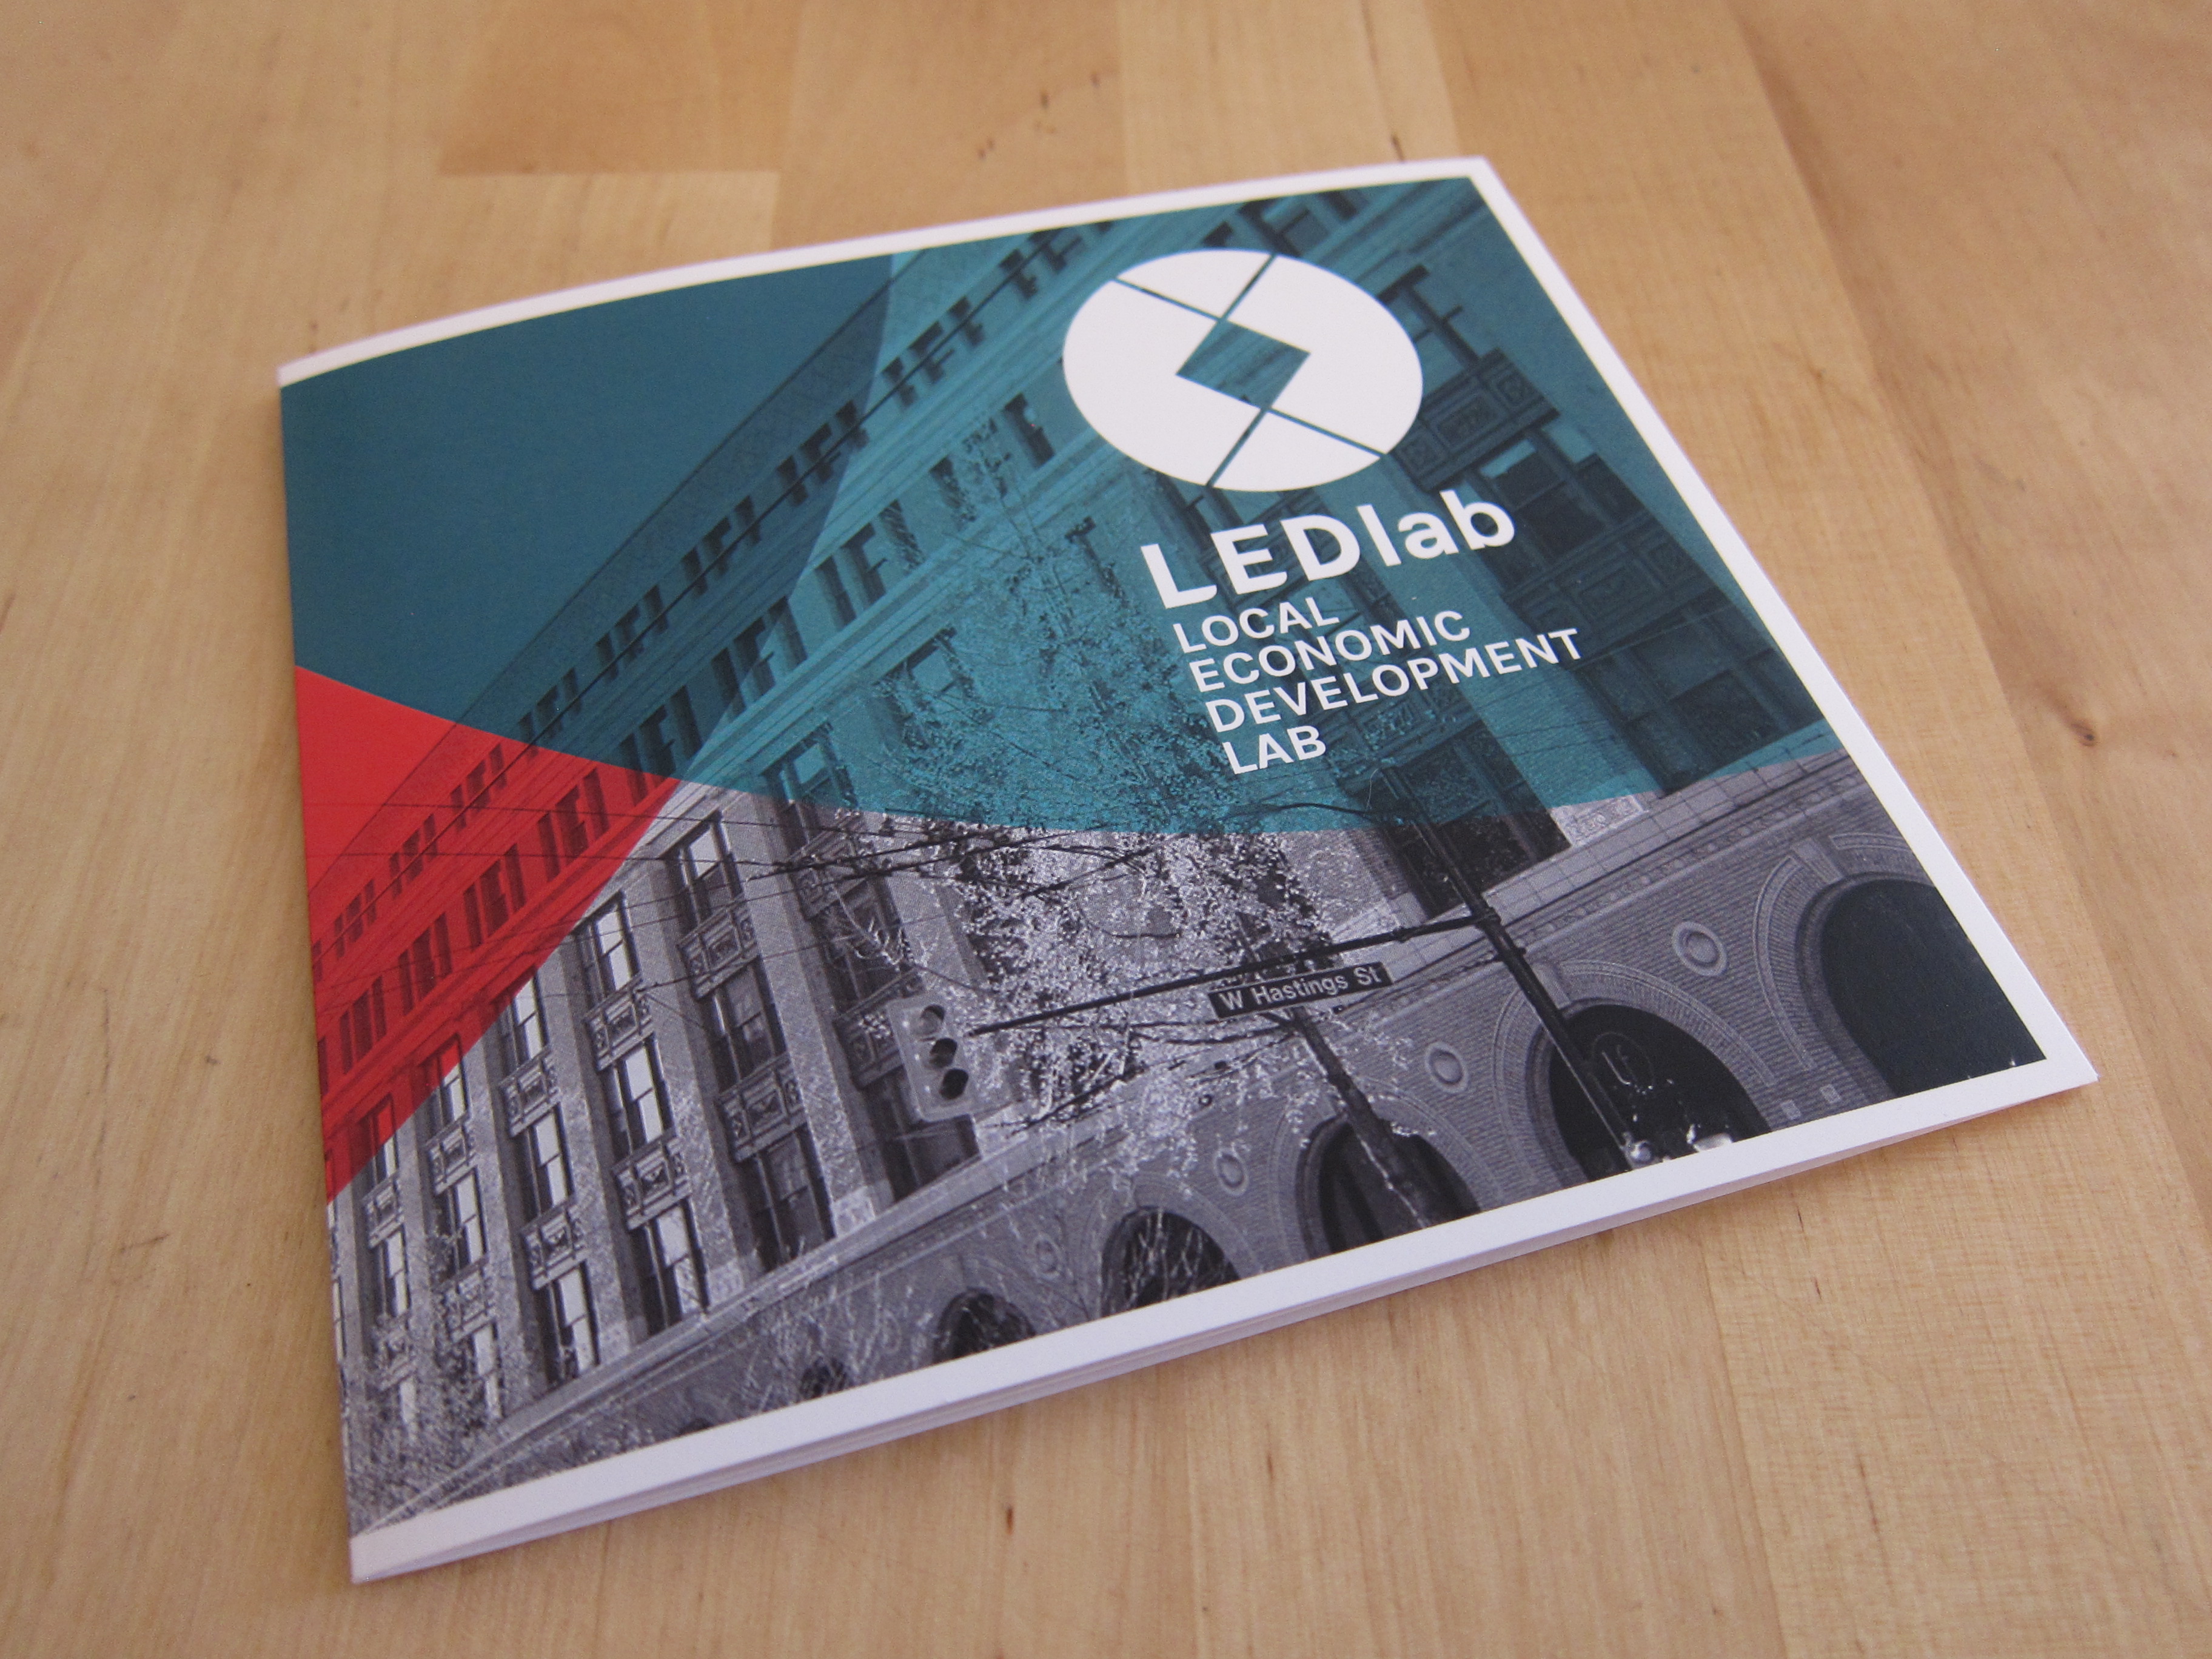 LEDlab
LOCAL
ECONOMIC
DEVELOPMENT
LAB
W Hastings St